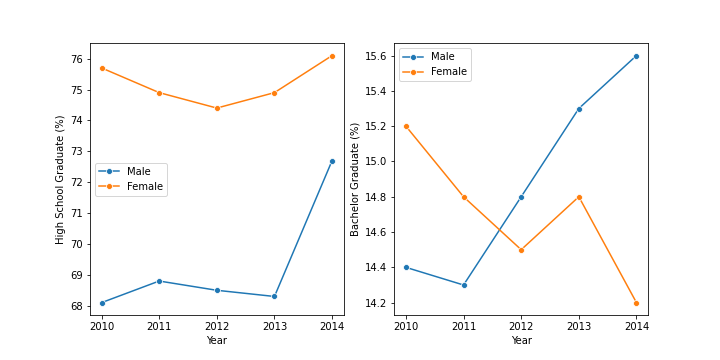 High School Graduate (%)
76
75
74
73
72
71
70
69
68
Male
Female
2010 2011 2012 2013 2014
Year
Bachelor Graduate (%)
15.6
15.4
15.2
15.0
14.8
14.6
14.4
14.2
Male
Female
2010 2011 2012 2013 2014
Year